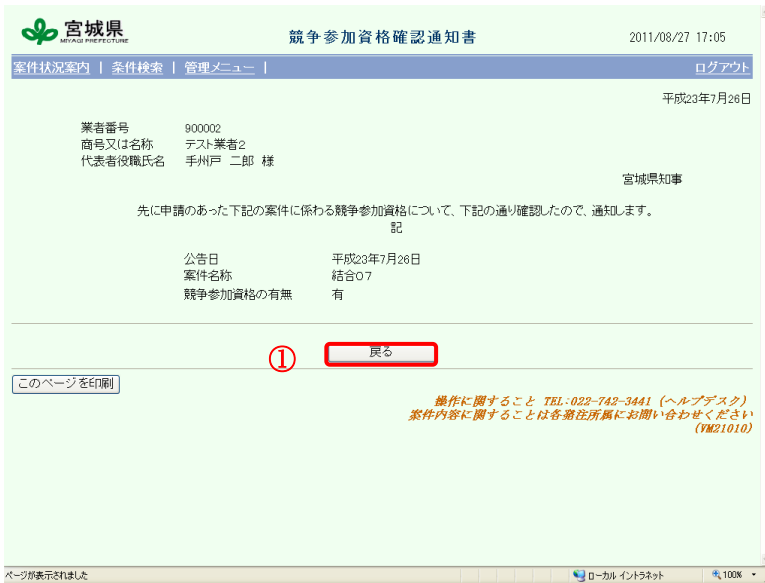 宮城県
MIYAGI PREFECTURE
競争参加資格確認通知書
2011/08/27 17:05
案件状況案内 | 条件検索 | 管理メニュー |
ログアウト
平成23年7月26日
業者番号 900002
商号又は名称 テスト業者2
代表者役職氏名 手州戸 二郎 様
宮城県知事
先に申請のあった下記の案件に係わる競争参加資格について、下記の通り確認したので、通知します。
記
公告日 平成23年7月26日
案件名称 結合07
競争参加資格の有無 有
① 戻る
このページを印刷
操作に関すること TEL:022-742-3441 (ヘルプデスク)
案件内容に関することは各発注所属にお問い合わせください
(VM21010)
ページが表示されました
ローカル イントラネット
100%